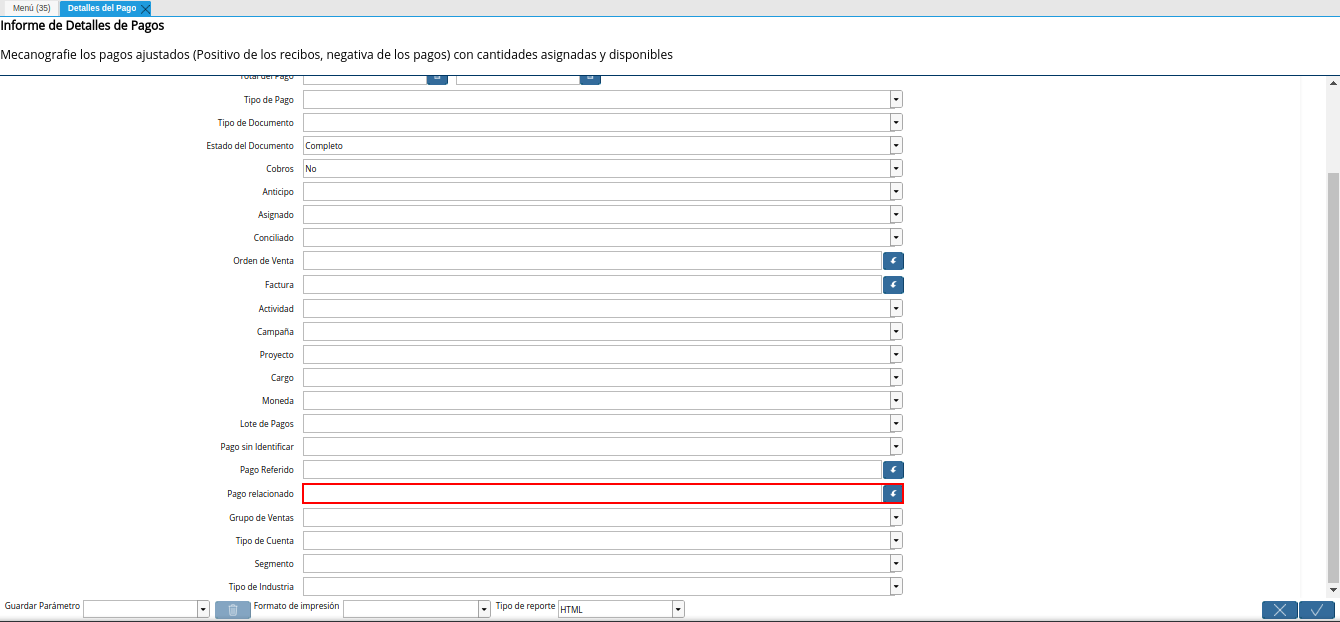 Menú (35)
Detalles del Pago
Informe de Detalles de Pagos
Mecanografie los pagos ajustados (Positivo de los recibos, negativa de los pagos) con cantidades asignadas y disponibles
Total del Pago
Tipo de Pago
Tipo de Documento
Estado del Documento Completo
Cobros No
Anticipo
Asignado
Conciliado
Orden de Venta
Factura
Actividad
Campaña
Proyecto
Cargo
Moneda
Lote de Pagos
Pago sin Identificar
Pago Referido
Pago relacionado
Grupo de Ventas
Tipo de Cuenta
Segmento
Tipo de Industria
Guardar Parámetro Formato de impresión Tipo de reporte HTML